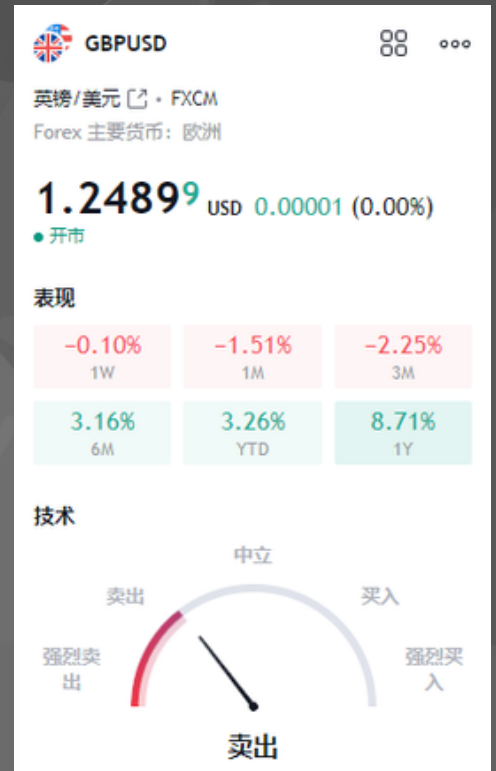 GBPUSD
英镑/美元 • FXCM
Forex 主要货币：欧洲
1.24899 USD 0.00001 (0.00%)
开市
表现
−0.10% −1.51% −2.25%
1W 1M 3M
3.16% 3.26% 8.71%
6M YTD 1Y
技术
中立
卖出 买入
强烈卖出 强烈买入
卖出